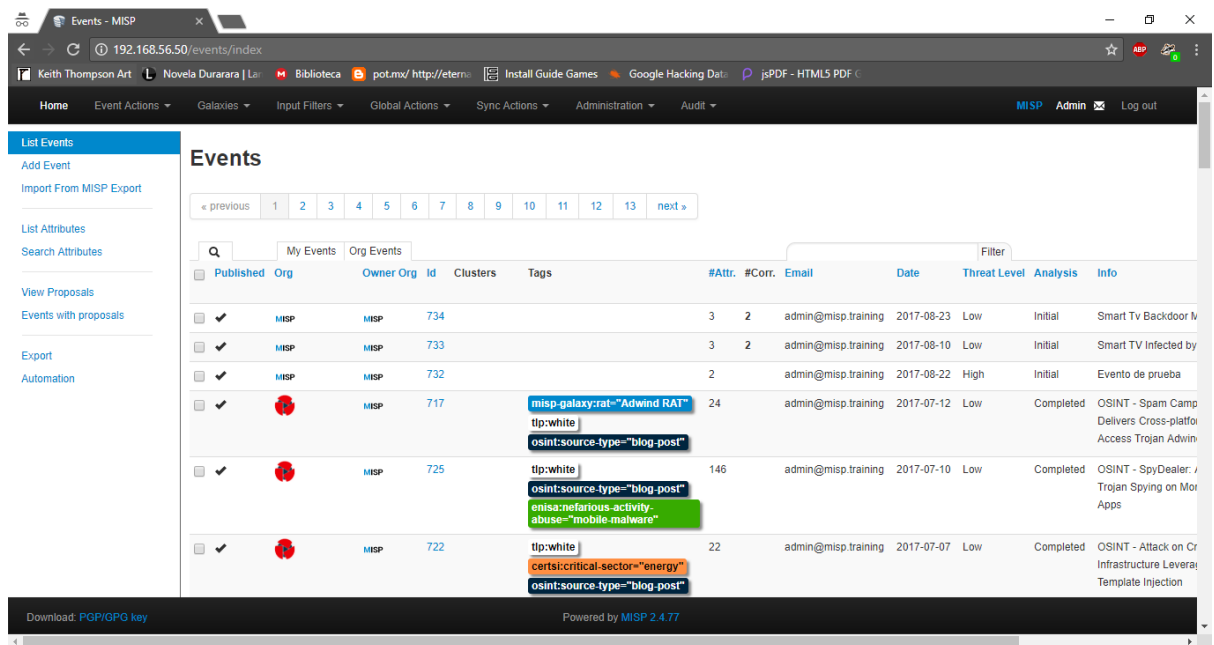 Events - MISP
192.168.56.50/events/index
ABP
0
Keith Thompson Art Novela Durarara | Lar Biblioteca pot.mx/ http://eterna Install Guide Games Google Hacking Data jsPDF - HTML5 PDF G
Home Event Actions Galaxies Input Filters Global Actions Sync Actions Administration Audit MISP Admin Log out
List Events
Add Event
Import From MISP Export
List Attributes
Search Attributes
View Proposals
Events with proposals
Export
Automation
Events
« previous 1 2 3 4 5 6 7 8 9 10 11 12 13 next »
My Events Org Events Filter
Published Org Owner Org Id Clusters Tags #Attr. #Corr. Email Date Threat Level Analysis Info
MISP MISP 734 3 2 admin@misp.training 2017-08-23 Low Initial Smart Tv Backdoor M
MISP MISP 733 3 2 admin@misp.training 2017-08-10 Low Initial Smart TV Infected by
MISP MISP 732 2 admin@misp.training 2017-08-22 High Initial Evento de prueba
MISP 717 misp-galaxy:rat="Adwind RAT" 24 admin@misp.training 2017-07-12 Low Completed OSINT - Spam Camp
tlp:white Delivers Cross-platfor
osint:source-type="blog-post" Access Trojan Adwin
MISP 725 tlp:white 146 admin@misp.training 2017-07-10 Low Completed OSINT - SpyDealer:
osint:source-type="blog-post" Trojan Spying on Mor
enisa:nefarious-activity- Apps
abuse="mobile-malware"
MISP 722 tlp:white 22 admin@misp.training 2017-07-07 Low Completed OSINT - Attack on Cr
certsi:critical-sector="energy" Infrastructure Leverag
osint:source-type="blog-post" Template Injection
Download: PGP/GPG key Powered by MISP 2.4.77